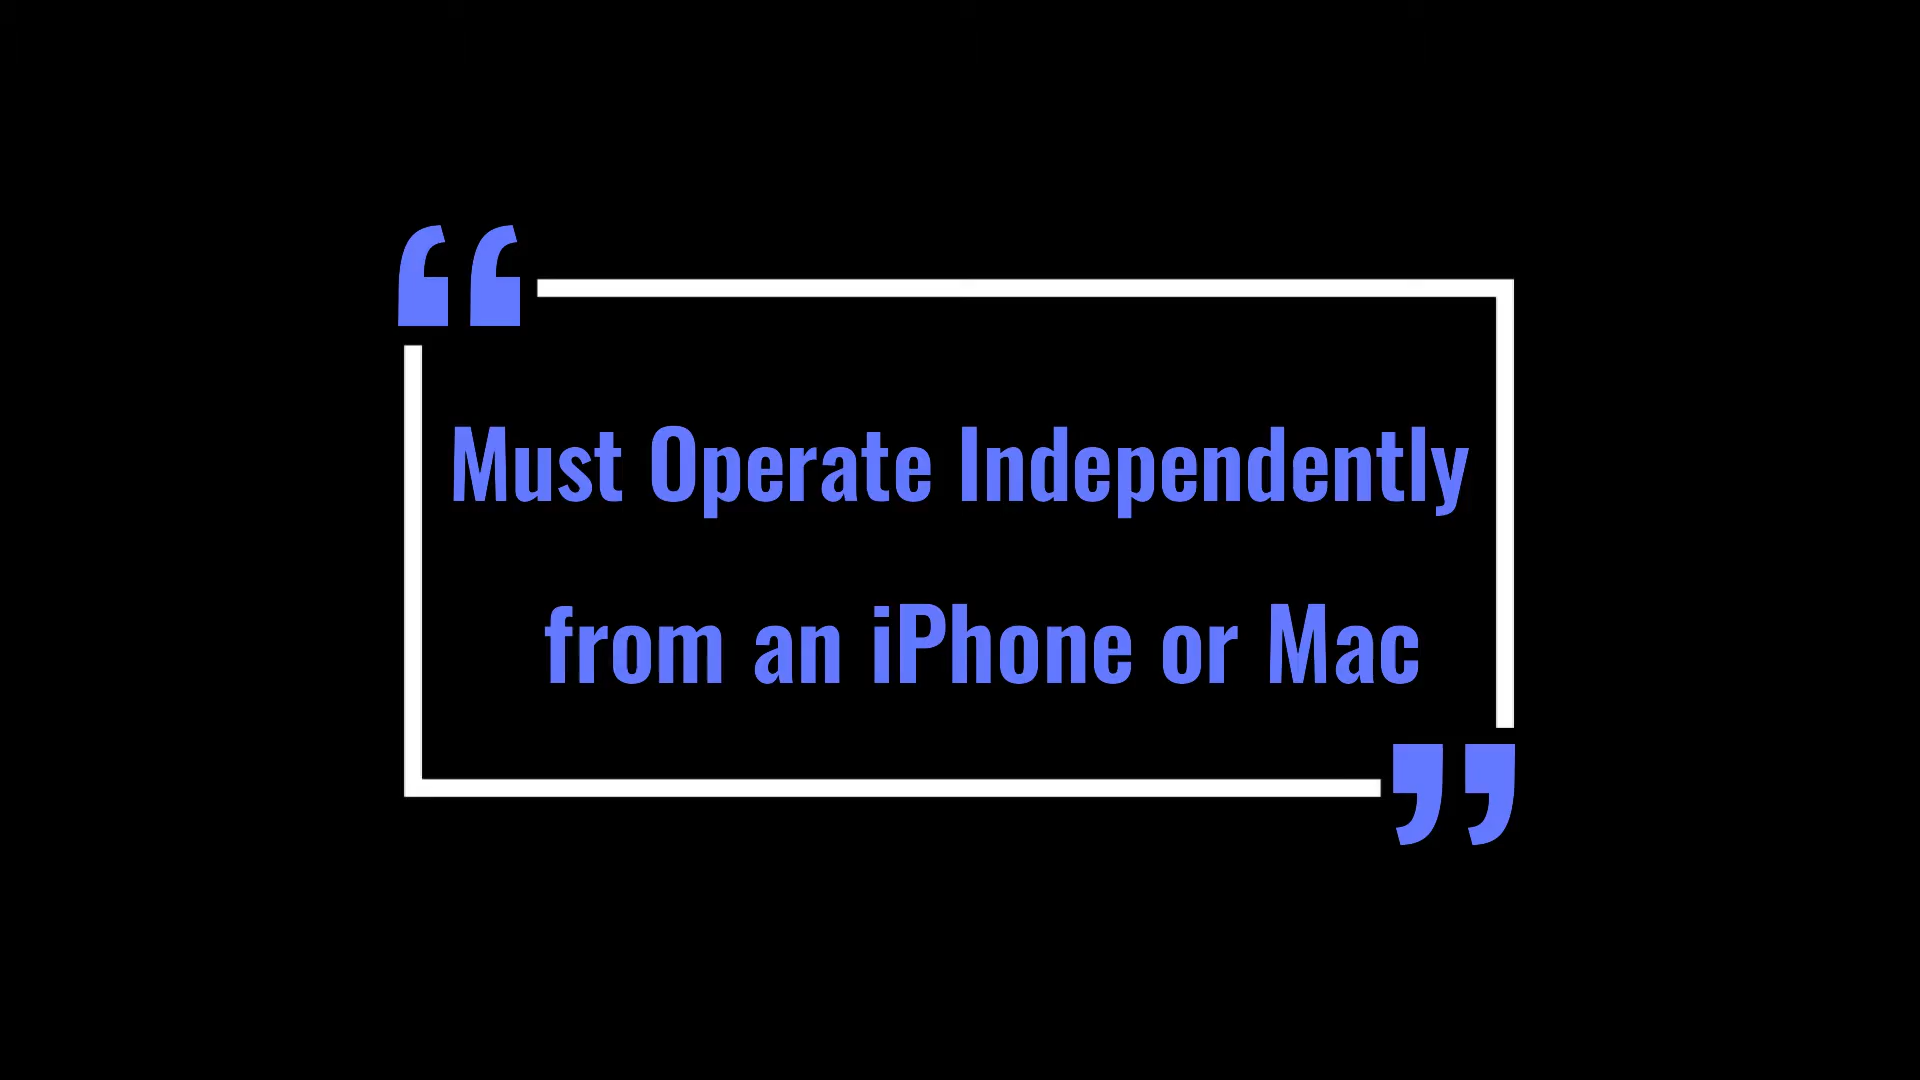 “
Must Operate Independently
from an iPhone or Mac
”